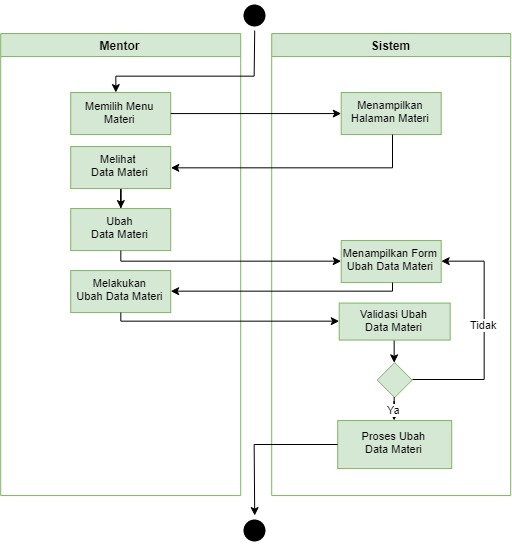 Mentor
Sistem
Memilih Menu
Materi
Menampilkan
Halaman Materi
Melihat
Data Materi
Ubah
Data Materi
Menampilkan Form
Ubah Data Materi
Melakukan
Ubah Data Materi
Validasi Ubah
Data Materi
Tidak
Ya
Proses Ubah
Data Materi